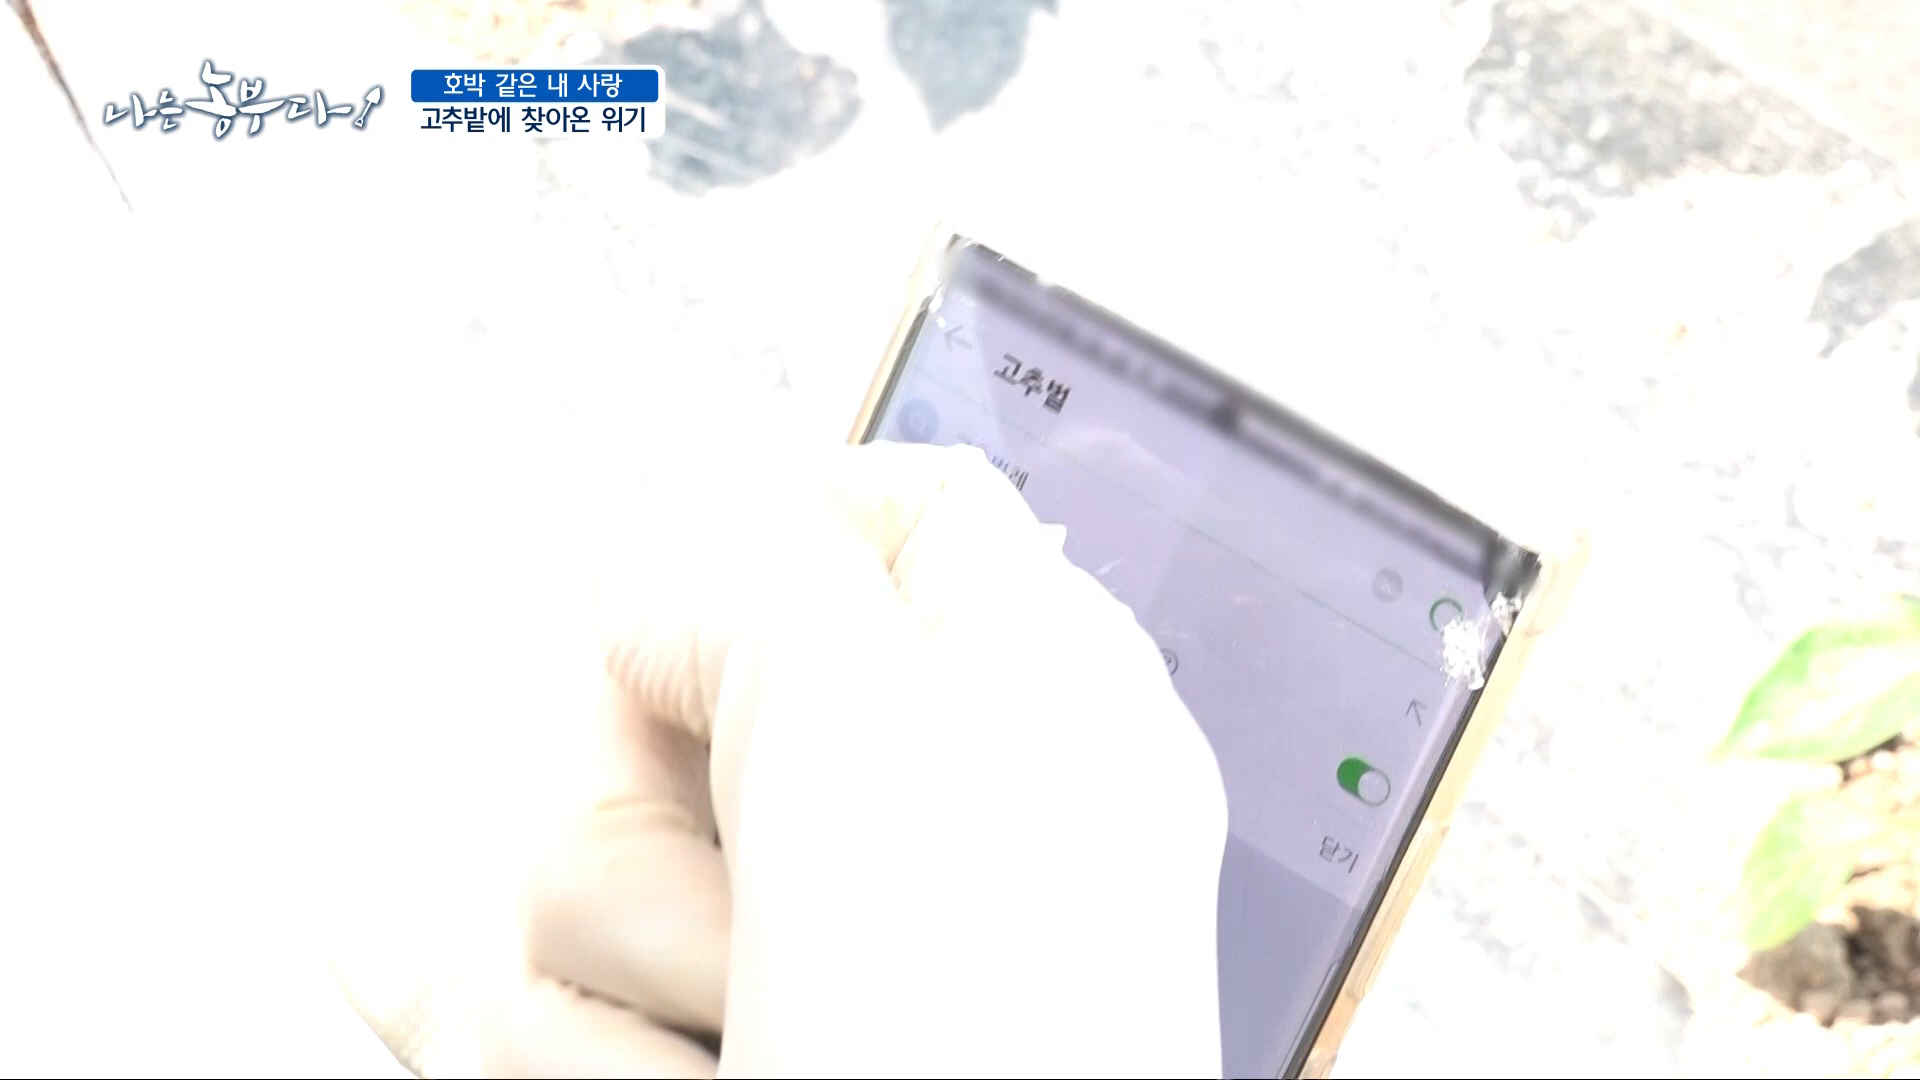 나는 농부다!
호박 같은 내 사랑
고추밭에 찾아온 위기
고추벌
닫기